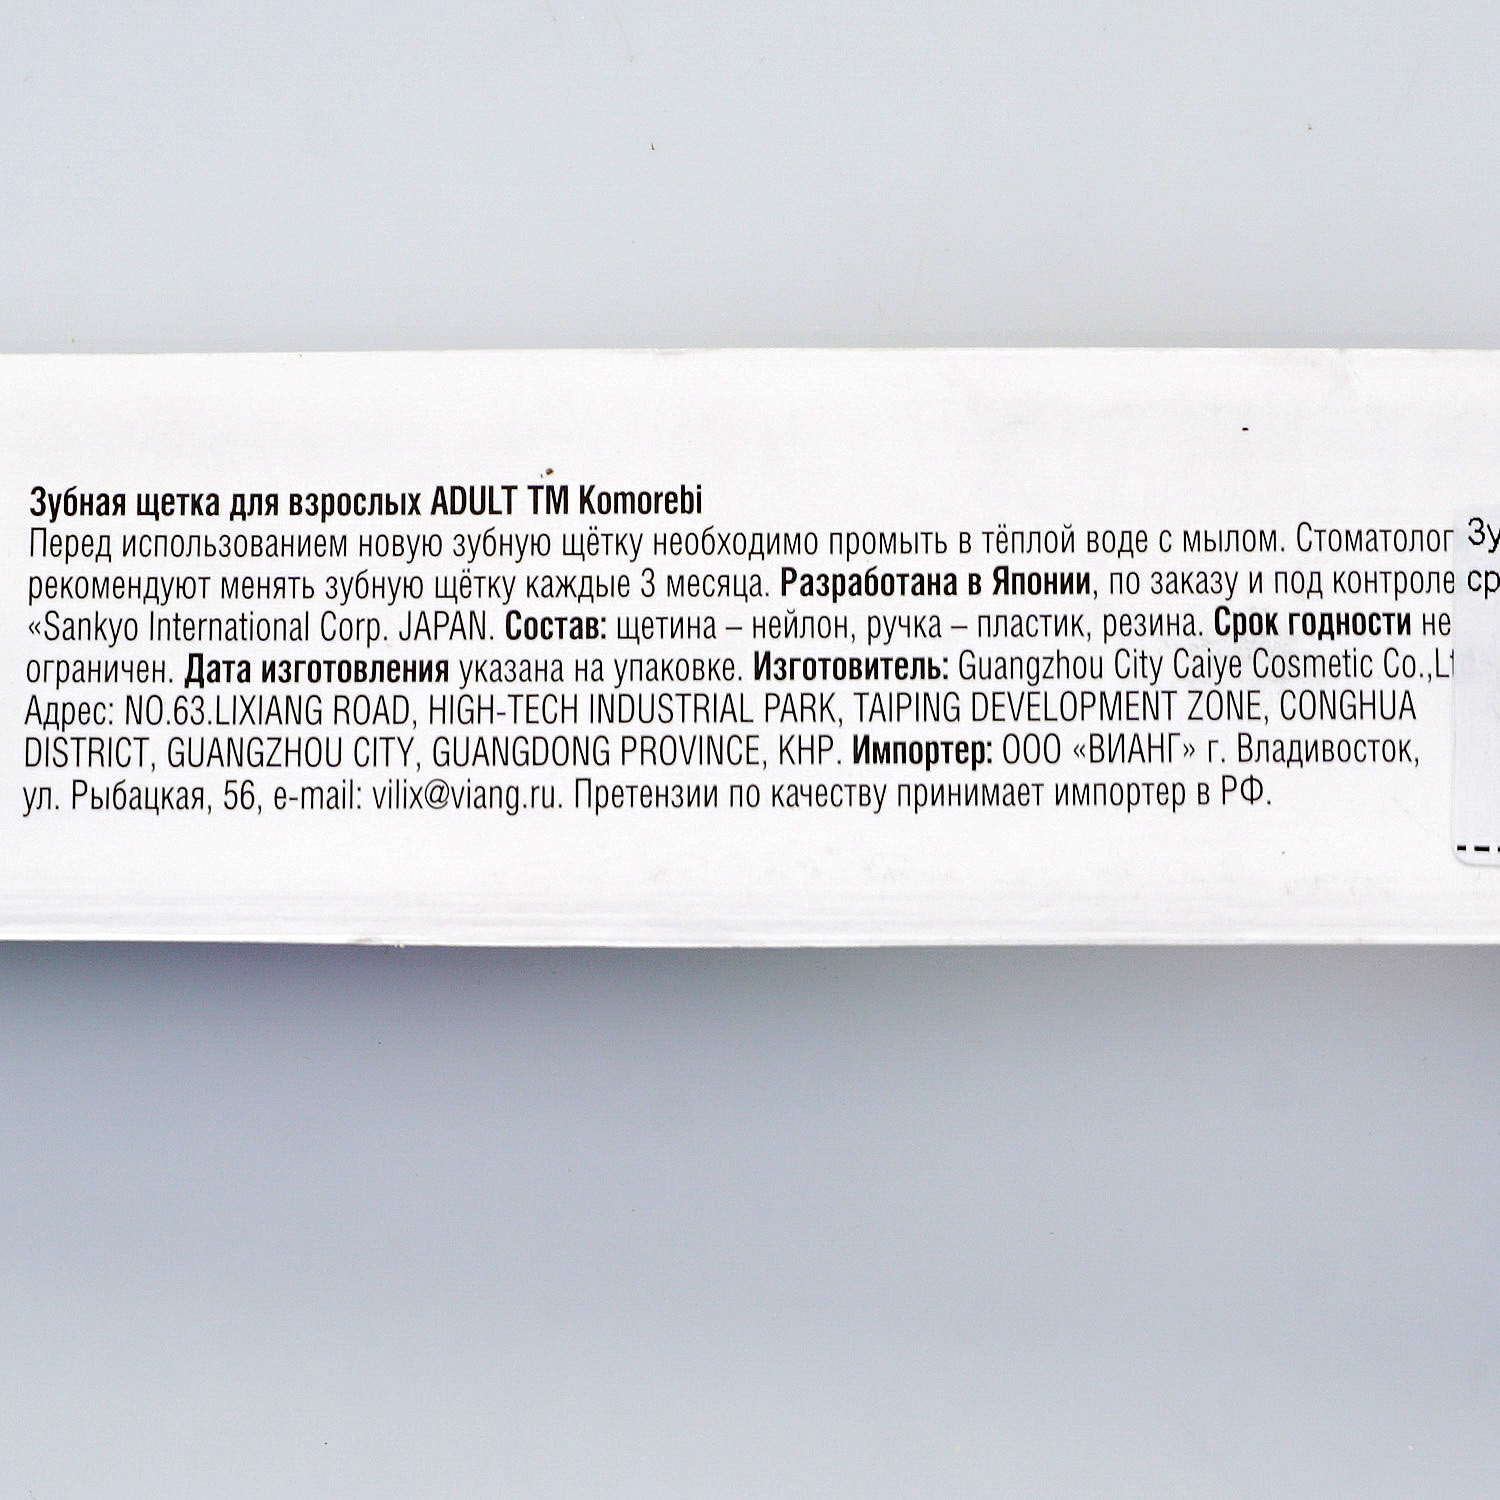 Зубная щетка для взрослых ADULT ТМ Komorebi
Перед использованием новую зубную щётку необходимо промыть в тёплой воде с мылом. Стоматолог
рекомендуют менять зубную щётку каждые 3 месяца. Разработана в Японии, по заказу и под контроле
«Sankyo International Corp. JAPAN. Состав: щетина – нейлон, ручка – пластик, резина. Срок годности не
ограничен. Дата изготовления указана на упаковке. Изготовитель: Guangzhou City Caiye Cosmetic Co.,
Адрес: NO.63.LIXIANG ROAD, HIGH-TECH INDUSTRIAL PARK, TAIPING DEVELOPMENT ZONE, CONGHUA
DISTRICT, GUANGZHOU CITY, GUANGDONG PROVINCE, КНР. Импортер: ООО «ВИАНГ» г. Владивосток,
ул. Рыбацкая, 56, e-mail: vilix@viang.ru. Претензии по качеству принимает импортер в РФ.
Зу
ср